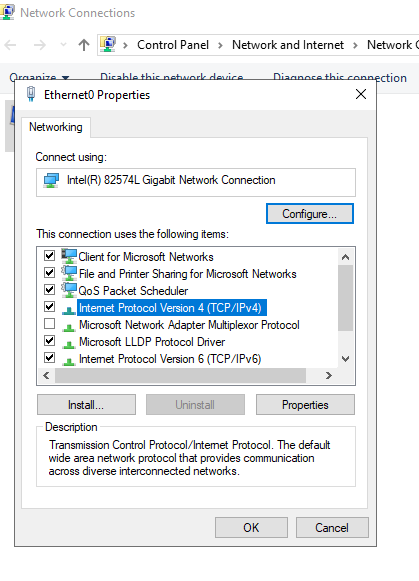 Network Connections
Control Panel > Network and Internet > Network C
Organize Disable this network device Diagnose this connection
Ethernet0 Properties
Networking
Connect using:
Intel(R) 82574L Gigabit Network Connection
Configure...
This connection uses the following items:
Client for Microsoft Networks
File and Printer Sharing for Microsoft Networks
QoS Packet Scheduler
Internet Protocol Version 4 (TCP/IPv4)
Microsoft Network Adapter Multiplexor Protocol
Microsoft LLDP Protocol Driver
Internet Protocol Version 6 (TCP/IPv6)
Install... Uninstall Properties
Description
Transmission Control Protocol/Internet Protocol. The default
wide area network protocol that provides communication
across diverse interconnected networks.
OK Cancel